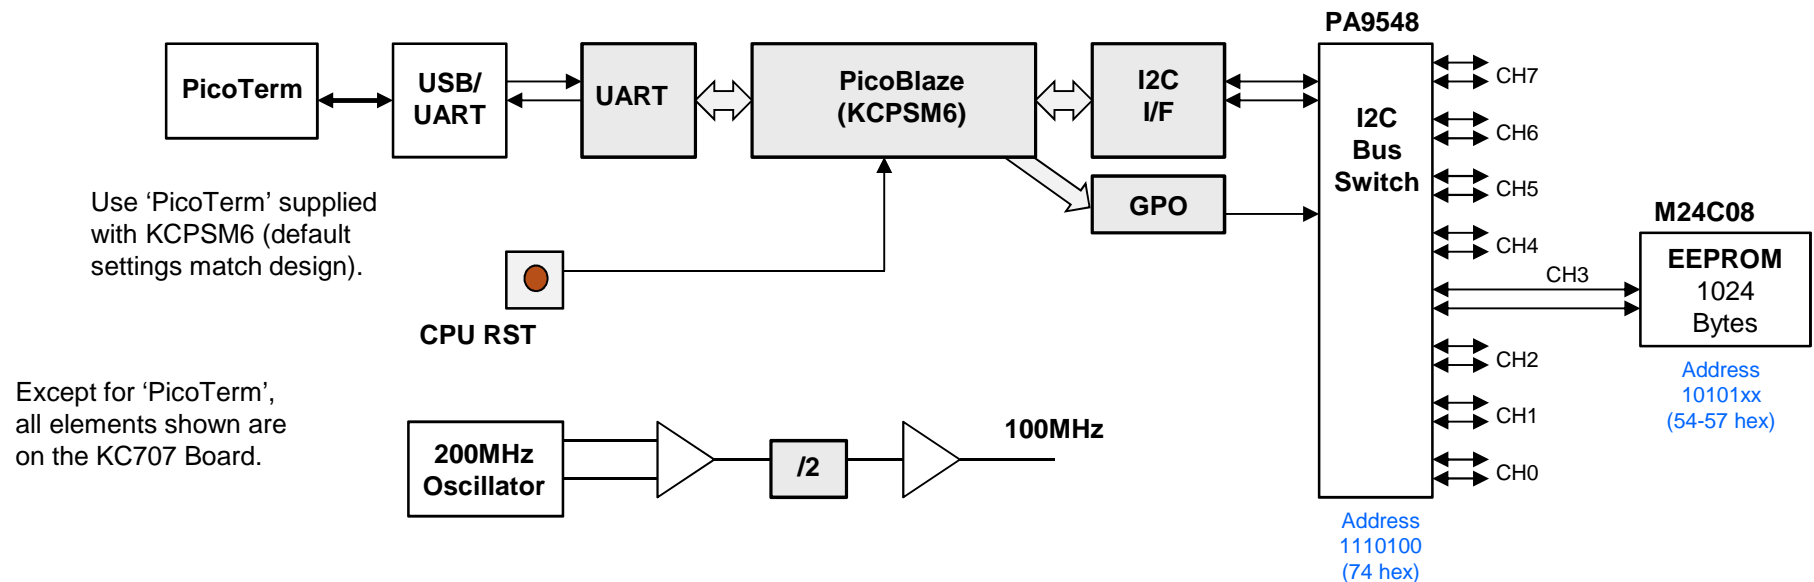 PA9548
PicoTerm
USB/
UART
UART
PicoBlaze
(KCPSM6)
I2C
I/F
I2C
Bus
Switch
CH7
CH6
CH5
CH4
CH3
CH2
CH1
CH0
GPO
Use ‘PicoTerm’ supplied
with KCPSM6 (default
settings match design).
CPU RST
M24C08
EEPROM
1024
Bytes
Address
10101xx
(54-57 hex)
Except for ‘PicoTerm’,
all elements shown are
on the KC707 Board.
200MHz
Oscillator
/2
100MHz
Address
1110100
(74 hex)